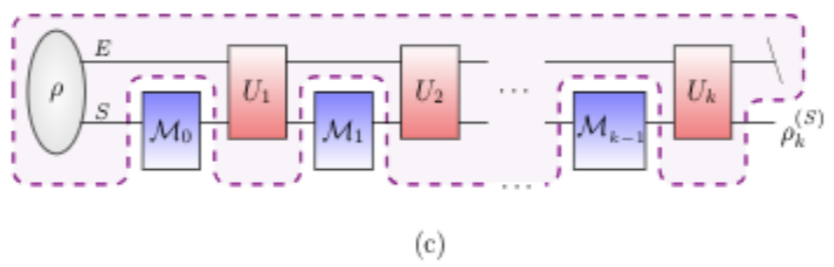 E
ρ S M₀ U₁ M₁ U₂ ... Mₖ₋₁ Uₖ ρₖ⁽ˢ⁾
...
(c)